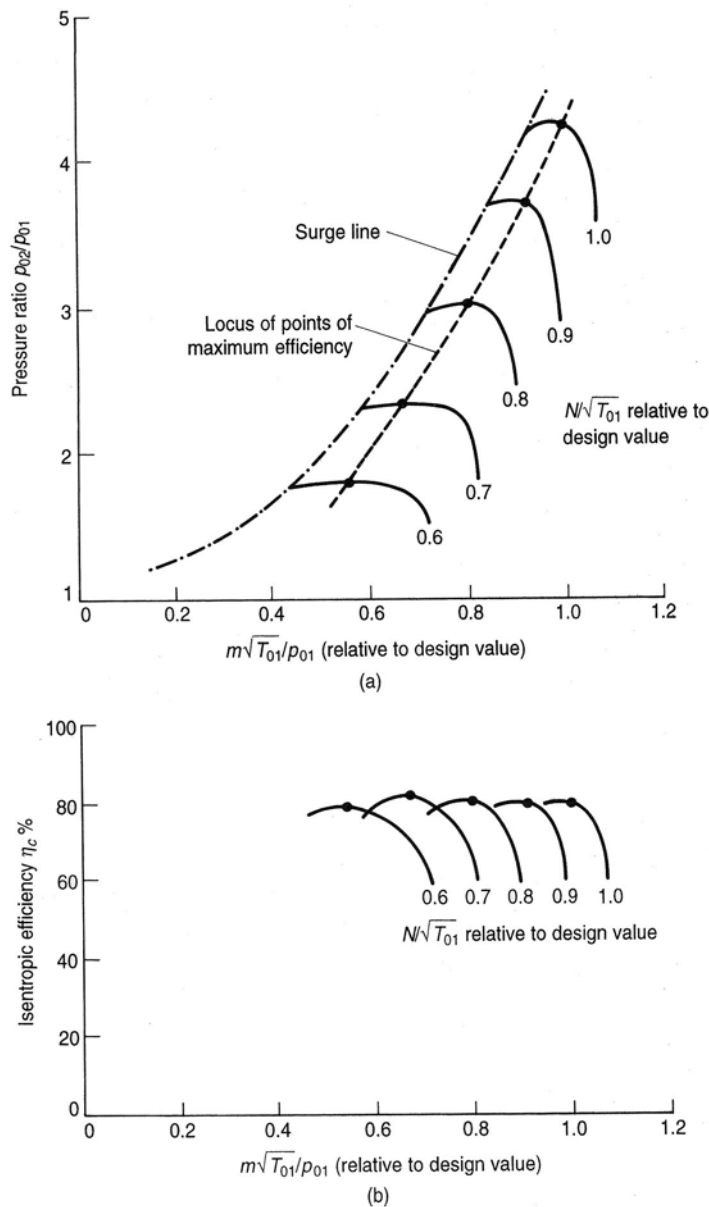 5
4
3
2
1
Pressure ratio p₀₂/p₀₁
Surge line
Locus of points of
maximum efficiency
1.0
0.9
0.8
0.7
0.6
N/√T₀₁ relative to
design value
0
0.2
0.4
0.6
0.8
1.0
1.2
m√T₀₁/p₀₁ (relative to design value)
(a)
100
80
60
40
20
0
Isentropic efficiency η_c %
0.6
0.7
0.8
0.9
1.0
N/√T₀₁ relative to design value
0
0.2
0.4
0.6
0.8
1.0
1.2
m√T₀₁/p₀₁ (relative to design value)
(b)